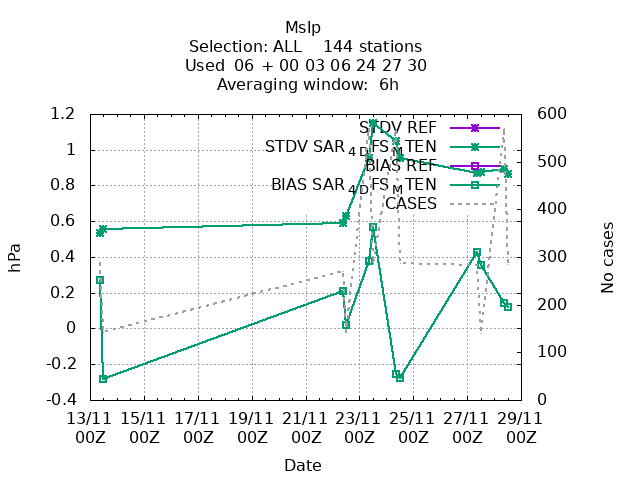 Mslp
Selection: ALL 144 stations
Used 06 + 00 03 06 24 27 30
Averaging window: 6h
1.2
1
0.8
0.6
0.4
0.2
0
-0.2
-0.4
hPa
600
500
400
300
200
100
0
No cases
STDV REF
STDV SAR4DFSMTEN
BIAS REF
BIAS SAR4DFSMTEN
CASES
13/11 15/11 17/11 19/11 21/11 23/11 25/11 27/11 29/11
00Z 00Z 00Z 00Z 00Z 00Z 00Z 00Z 00Z
Date